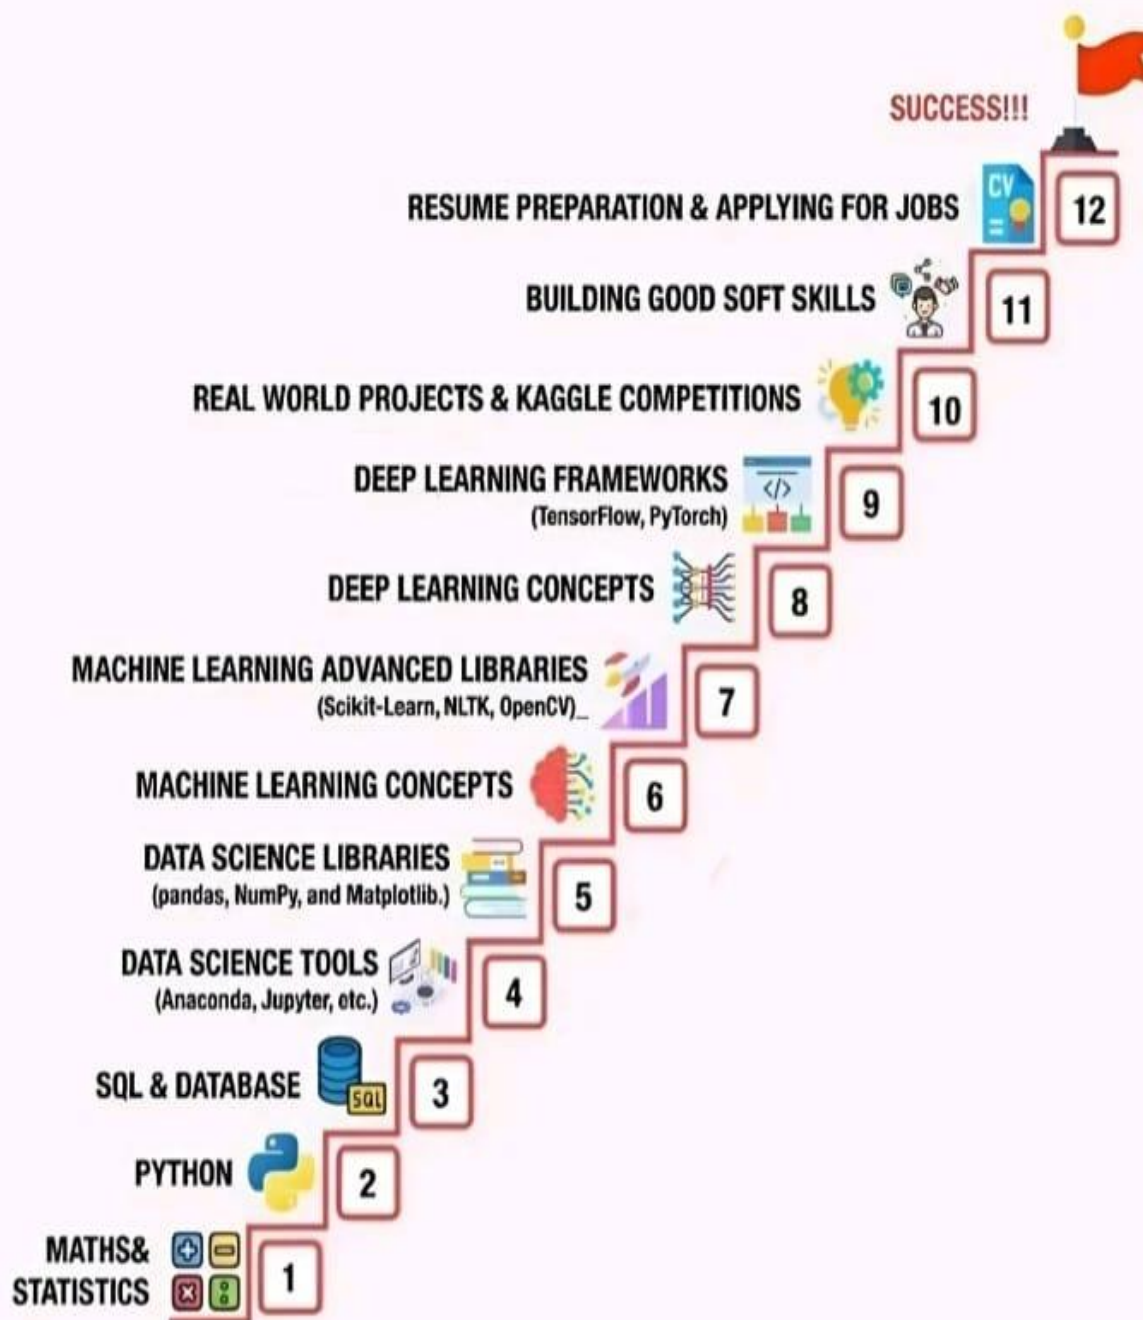 SUCCESS!!!
CV
12
RESUME PREPARATION & APPLYING FOR JOBS
11
BUILDING GOOD SOFT SKILLS
10
REAL WORLD PROJECTS & KAGGLE COMPETITIONS
9
DEEP LEARNING FRAMEWORKS
</>
(TensorFlow, PyTorch)
8
DEEP LEARNING CONCEPTS
7
MACHINE LEARNING ADVANCED LIBRARIES
(Scikit-Learn, NLTK, OpenCV)_
6
MACHINE LEARNING CONCEPTS
5
DATA SCIENCE LIBRARIES
(pandas, NumPy, and Matplotlib.)
4
DATA SCIENCE TOOLS
(Anaconda, Jupyter, etc.)
3
SQL & DATABASE
SQL
2
PYTHON
1
MATHS&
STATISTICS